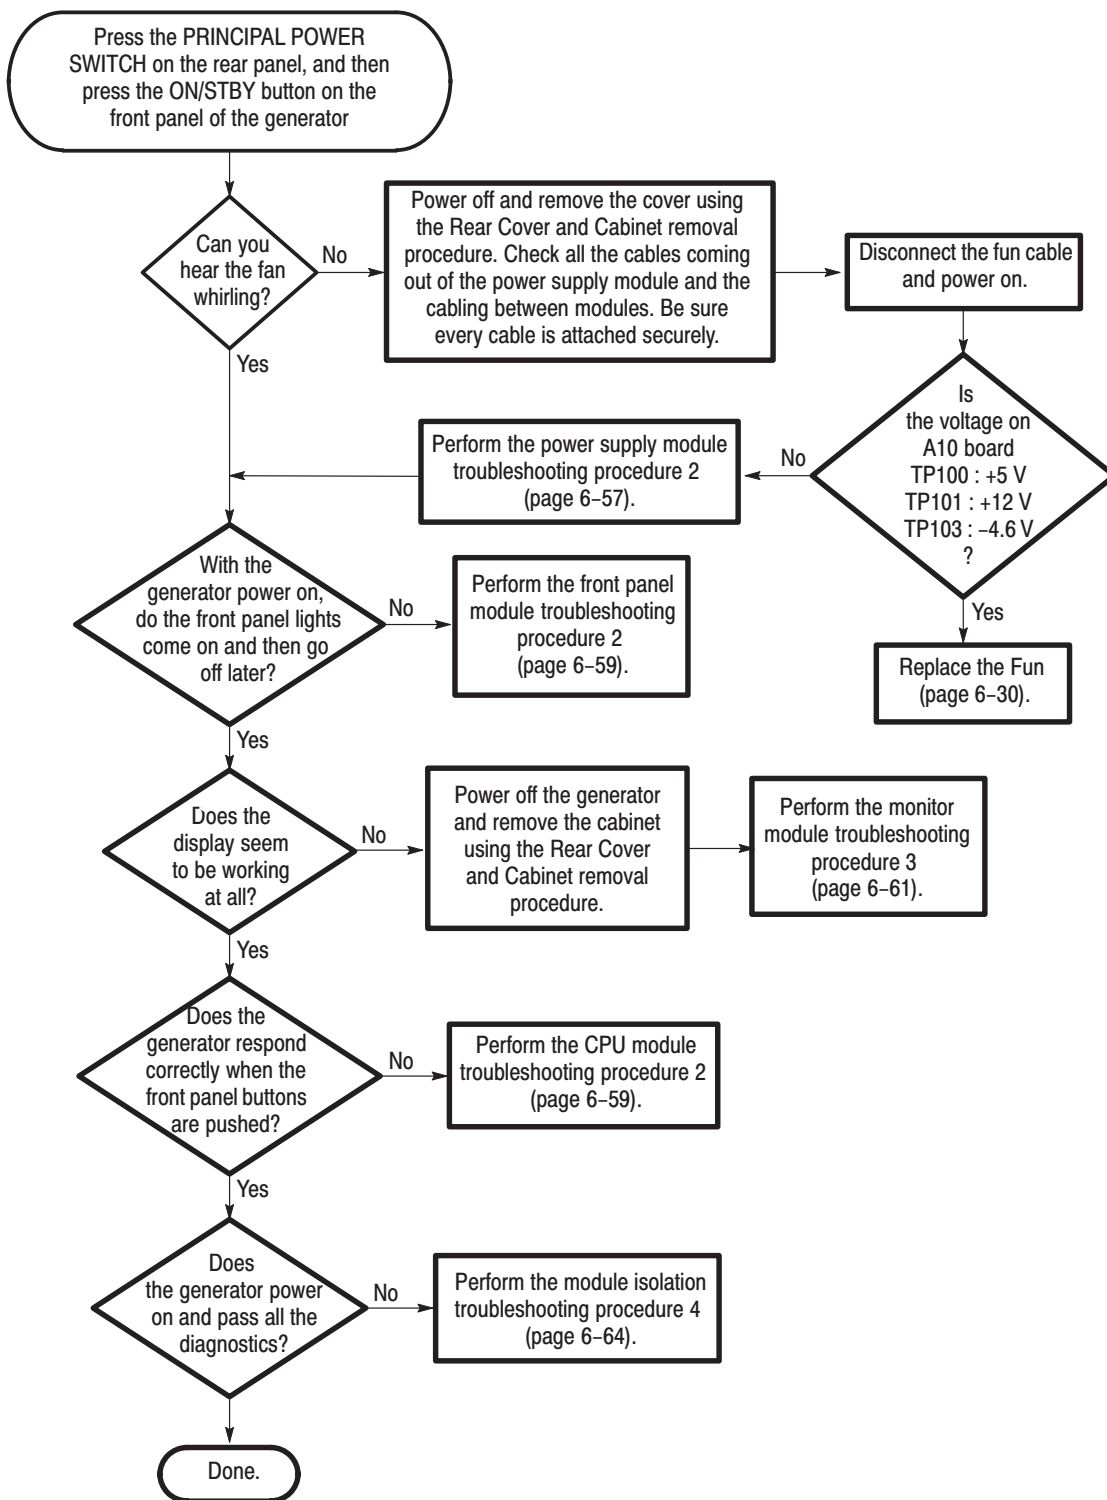 Press the PRINCIPAL POWER
SWITCH on the rear panel, and then
press the ON/STBY button on the
front panel of the generator
Can you
hear the fan
whirling?
No
Yes
Power off and remove the cover using
the Rear Cover and Cabinet removal
procedure. Check all the cables coming
out of the power supply module and the
cabling between modules. Be sure
every cable is attached securely.
Disconnect the fun cable
and power on.
Is
the voltage on
A10 board
TP100 : +5 V
TP101 : +12 V
TP103 : –4.6 V
?
No
Yes
Perform the power supply module
troubleshooting procedure 2
(page 6–57).
Replace the Fun
(page 6–30).
With the
generator power on,
do the front panel lights
come on and then go
off later?
No
Yes
Perform the front panel
module troubleshooting
procedure 2
(page 6–59).
Does the
display seem
to be working
at all?
No
Yes
Power off the generator
and remove the cabinet
using the Rear Cover
and Cabinet removal
procedure.
Perform the monitor
module troubleshooting
procedure 3
(page 6–61).
Does the
generator respond
correctly when the
front panel buttons
are pushed?
No
Yes
Perform the CPU module
troubleshooting procedure 2
(page 6–59).
Does
the generator power
on and pass all the
diagnostics?
No
Perform the module isolation
troubleshooting procedure 4
(page 6–64).
Done.